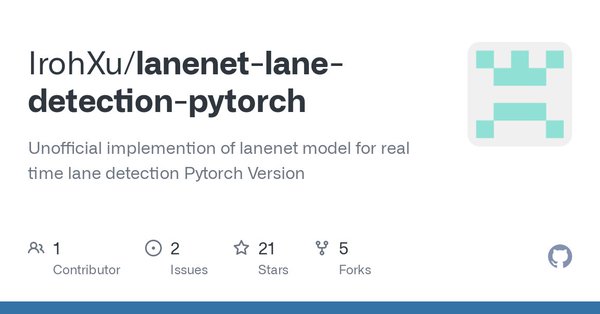 IrohXu/lanenet-lane-
detection-pytorch
Unofficial implemention of lanenet model for real
time lane detection Pytorch Version
1
Contributor
2
Issues
21
Stars
5
Forks